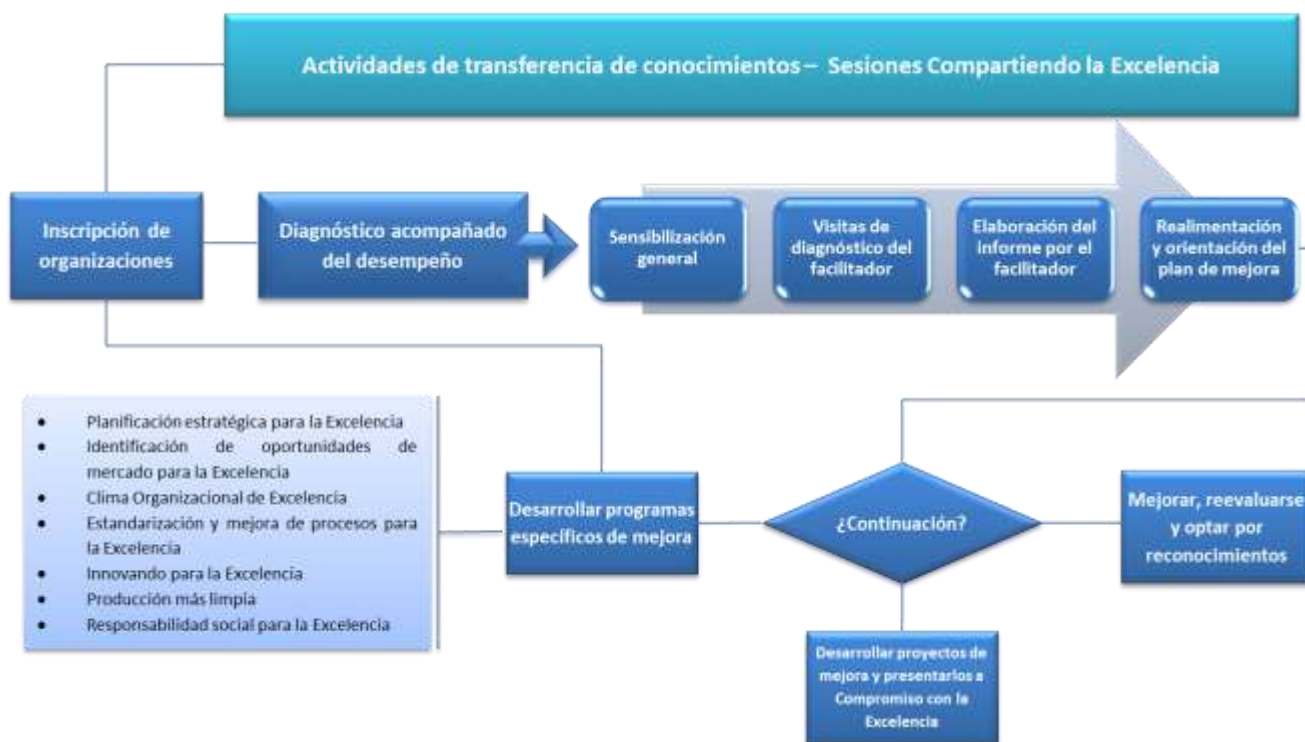 Actividades de transferencia de conocimientos – Sesiones Compartiendo la Excelencia
Inscripción de
organizaciones
Diagnóstico acompañado
del desempeño
Sensibilización
general
Visitas de
diagnóstico del
facilitador
Elaboración del
informe por el
facilitador
Realimentación
y orientación del
plan de mejora
• Planificación estratégica para la Excelencia
• Identificación de oportunidades de
mercado para la Excelencia
• Clima Organizacional de Excelencia
• Estandarización y mejora de procesos para
la Excelencia
• Innovando para la Excelencia
• Producción más limpia
• Responsabilidad social para la Excelencia
Desarrollar programas
específicos de mejora
¿Continuación?
Mejorar, reevaluarse
y optar por
reconocimientos
Desarrollar proyectos de
mejora y presentarlos a
Compromiso con la
Excelencia